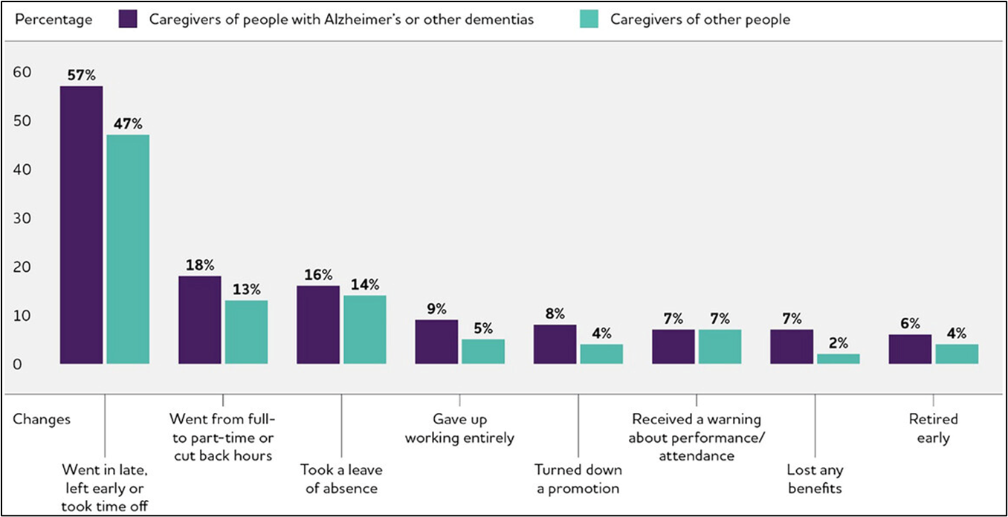 Percentage
Caregivers of people with Alzheimer's or other dementias
Caregivers of other people
60
50
40
30
20
10
0
57%
47%
18%
13%
16%
14%
9%
5%
8%
4%
7%
7%
7%
2%
6%
4%
Changes
Went in late,
left early or
took time off
Went from full-
to part-time or
cut back hours
Took a leave
of absence
Gave up
working entirely
Turned down
a promotion
Received a warning
about performance/
attendance
Lost any
benefits
Retired
early